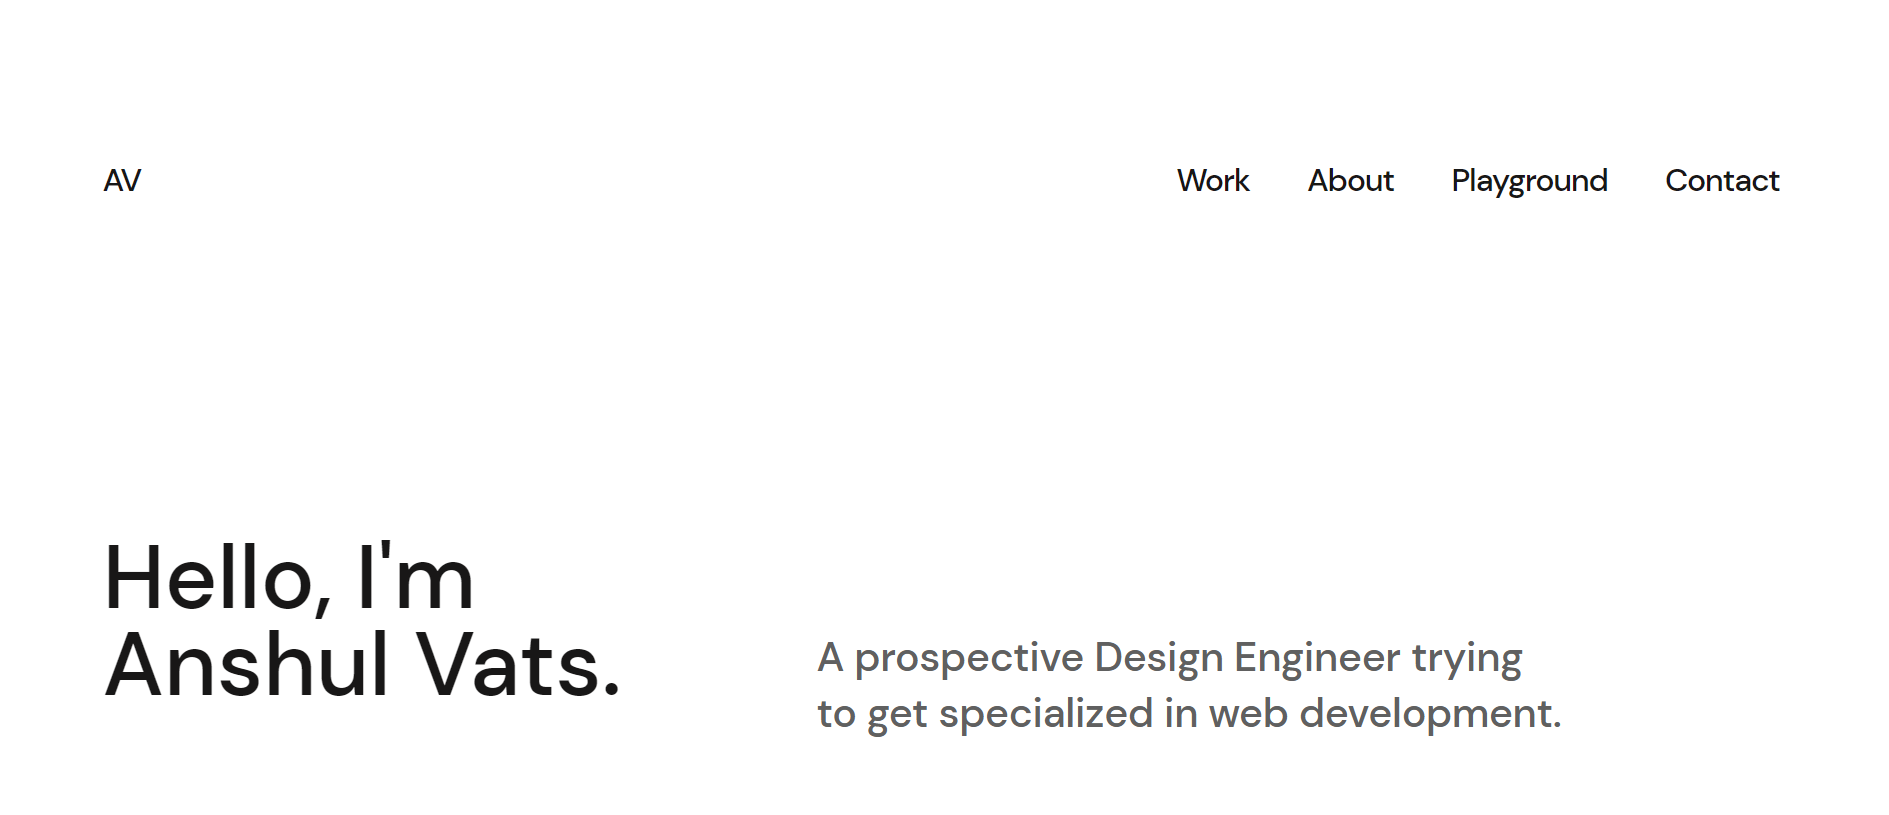 AV
Work About Playground Contact
Hello, I'm
Anshul Vats.
A prospective Design Engineer trying
to get specialized in web development.